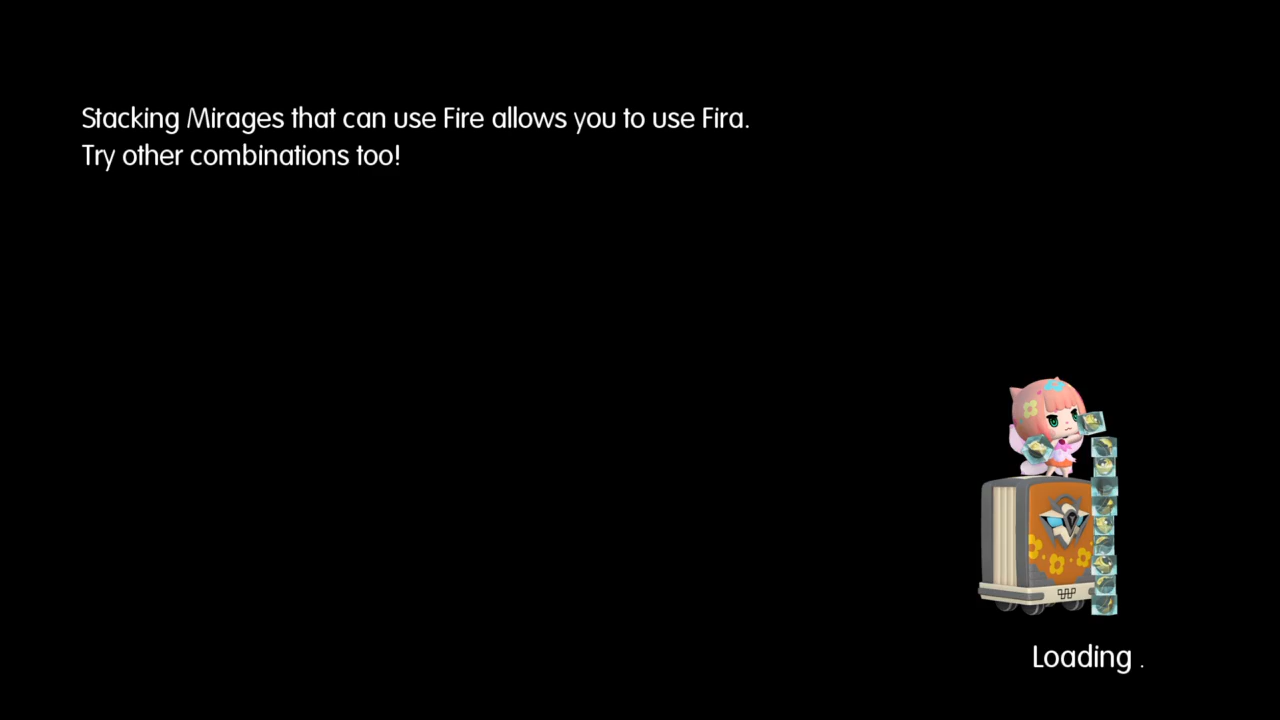 Stacking Mirages that can use Fire allows you to use Fira.
Try other combinations too!
Loading .